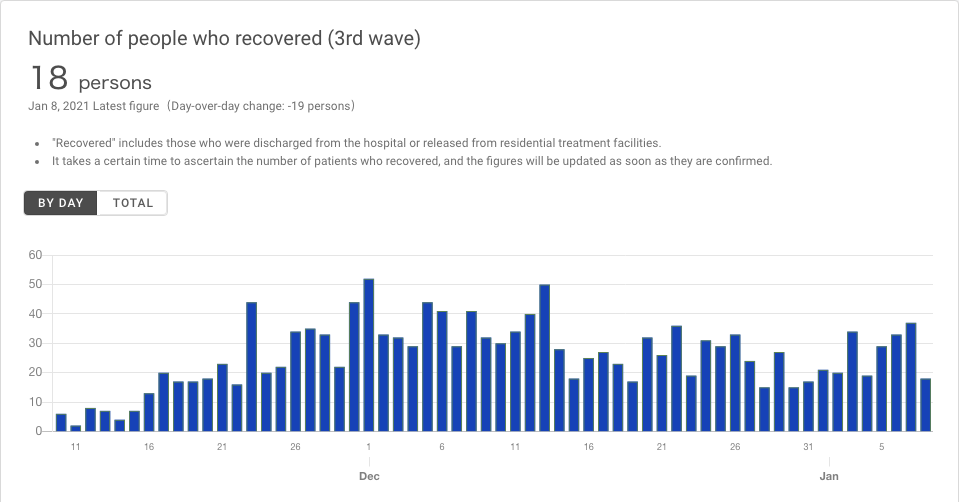 Number of people who recovered (3rd wave)
18 persons
Jan 8, 2021 Latest figure (Day-over-day change: -19 persons)
• "Recovered" includes those who were discharged from the hospital or released from residential treatment facilities.
• It takes a certain time to ascertain the number of patients who recovered, and the figures will be updated as soon as they are confirmed.
BY DAY TOTAL
60
50
40
30
20
10
0
11 16 21 26 1 6 11 16 21 26 31 5
Dec Jan